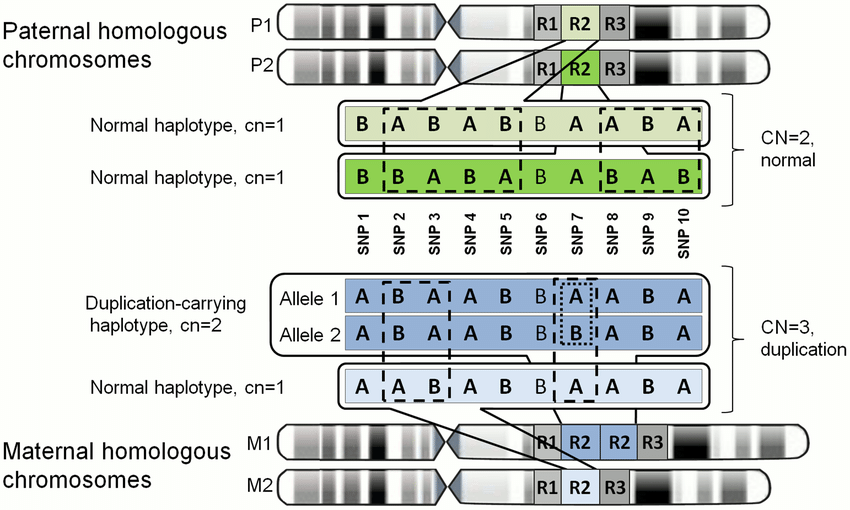 Paternal homologous
chromosomes
P1 R1 R2 R3
P2 R1 R2 R3
Normal haplotype, cn=1 B A B A B B A A B A
Normal haplotype, cn=1 B B A B A B A B A B
CN=2,
normal
SNP 1 SNP 2 SNP 3 SNP 4 SNP 5 SNP 6 SNP 7 SNP 8 SNP 9 SNP 10
Duplication-carrying
haplotype, cn=2
Allele 1 A B A A B B A A B A
Allele 2 A B A A B B B A B A
Normal haplotype, cn=1 A A B A B B A A B A
CN=3,
duplication
Maternal homologous
chromosomes
M1 R1 R2 R2 R3
M2 R1 R2 R3